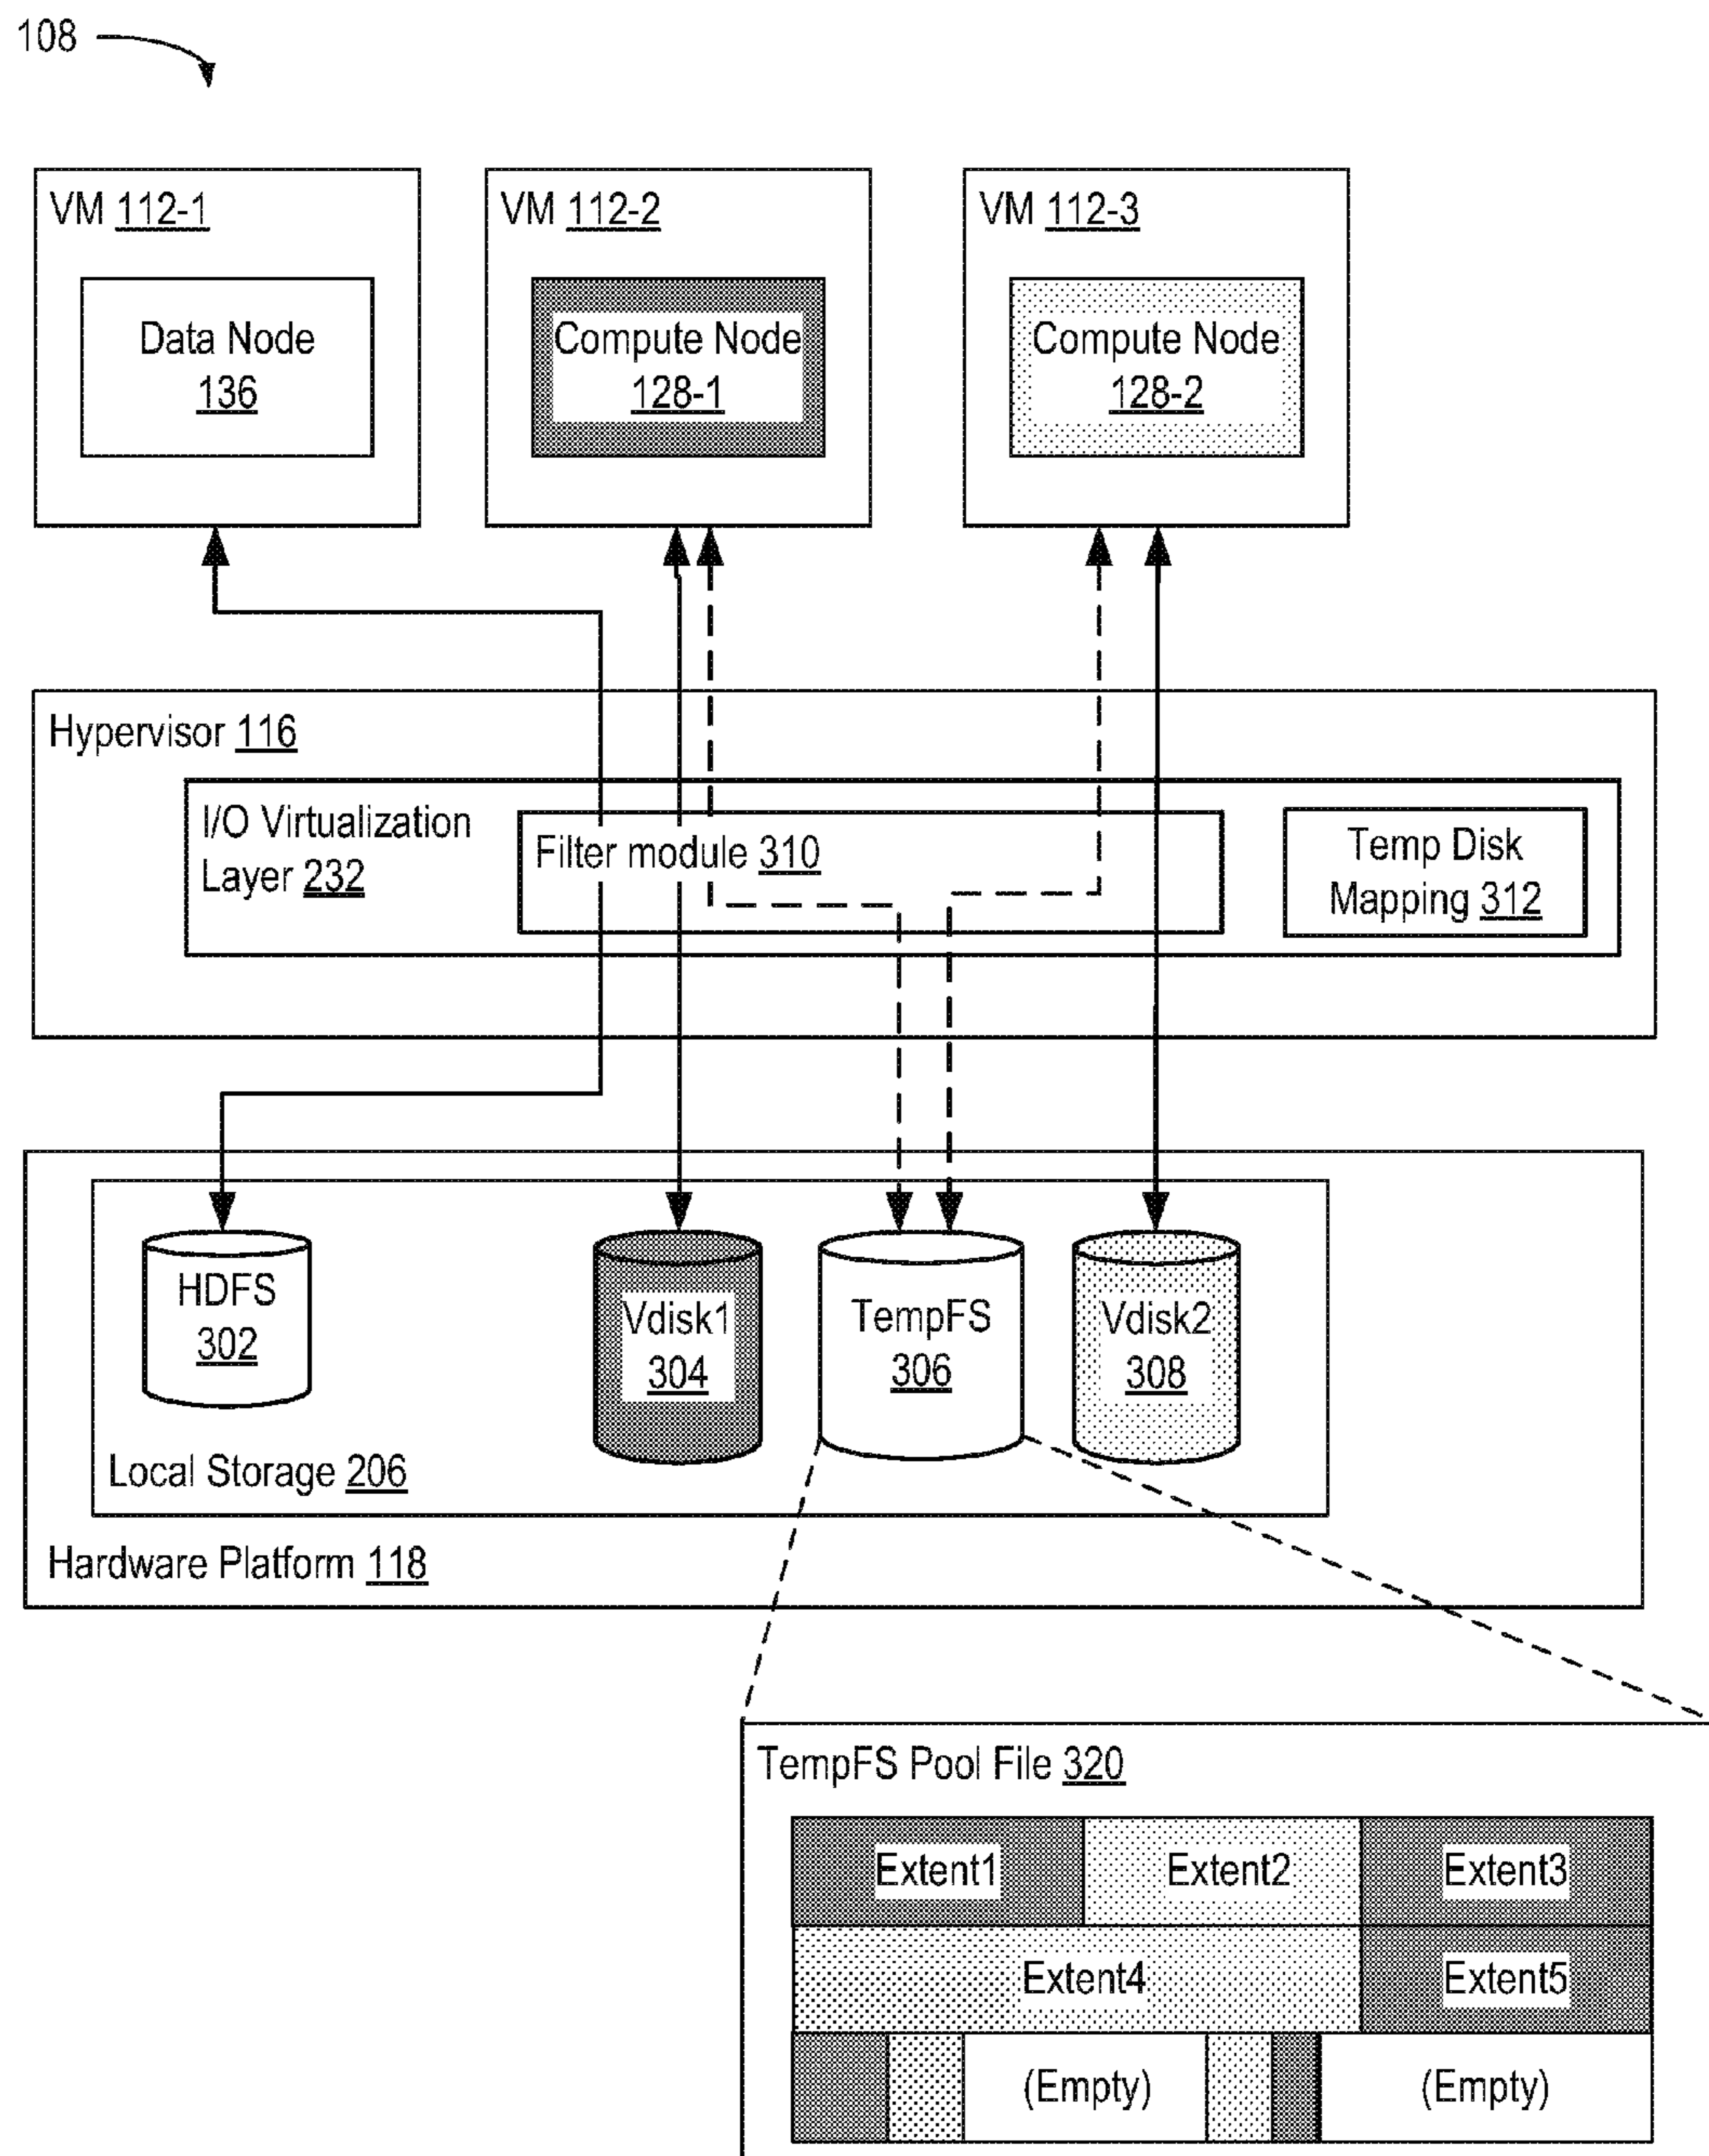 108
VM 112-1
Data Node
136
VM 112-2
Compute Node
128-1
VM 112-3
Compute Node
128-2
Hypervisor 116
I/O Virtualization
Layer 232
Filter module 310
Temp Disk
Mapping 312
HDFS
302
Vdisk1
304
TempFS
306
Vdisk2
308
Local Storage 206
Hardware Platform 118
TempFS Pool File 320
Extent1
Extent2
Extent3
Extent4
Extent5
(Empty)
(Empty)